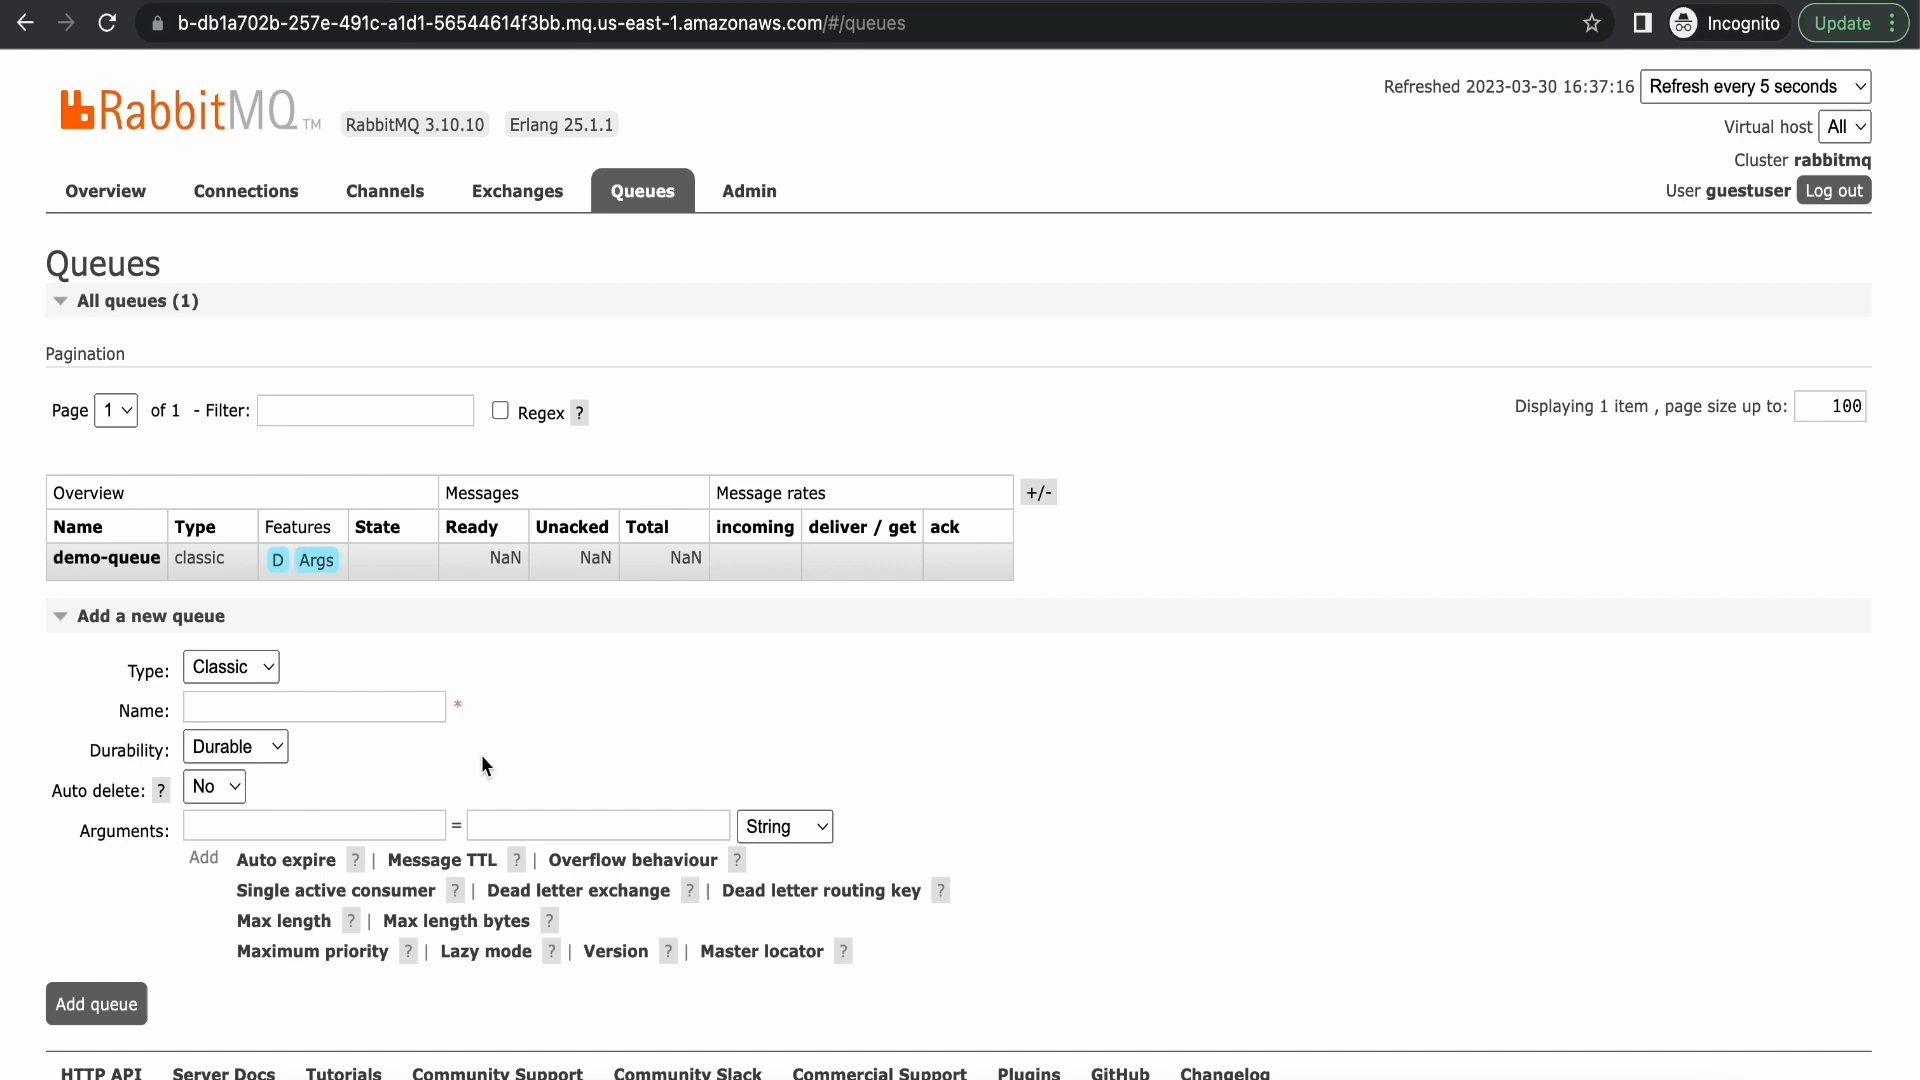 b-db1a702b-257e-491c-a1d1-56544614f3bb.mq.us-east-1.amazonaws.com/#/queues Incognito Update
Refreshed 2023-03-30 16:37:16 Refresh every 5 seconds
RabbitMQ TM RabbitMQ 3.10.10 Erlang 25.1.1
Virtual host All
Cluster rabbitmq
Overview Connections Channels Exchanges Queues Admin User guestuser Log out
Queues
All queues (1)
Pagination
Page 1 of 1 - Filter: Regex ? Displaying 1 item , page size up to: 100
Overview Messages Message rates +/-
Name Type Features State Ready Unacked Total incoming deliver / get ack
demo-queue classic D Args NaN NaN NaN
Add a new queue
Type: Classic
Name: *
Durability: Durable
Auto delete: ? No
Arguments: = String
Add Auto expire ? | Message TTL ? | Overflow behaviour ?
Single active consumer ? | Dead letter exchange ? | Dead letter routing key ?
Max length ? | Max length bytes ?
Maximum priority ? | Lazy mode ? | Version ? | Master locator ?
Add queue
HTTP API Server Docs Tutorials Community Support Community Slack Commercial Support Plugins GitHub Changelog